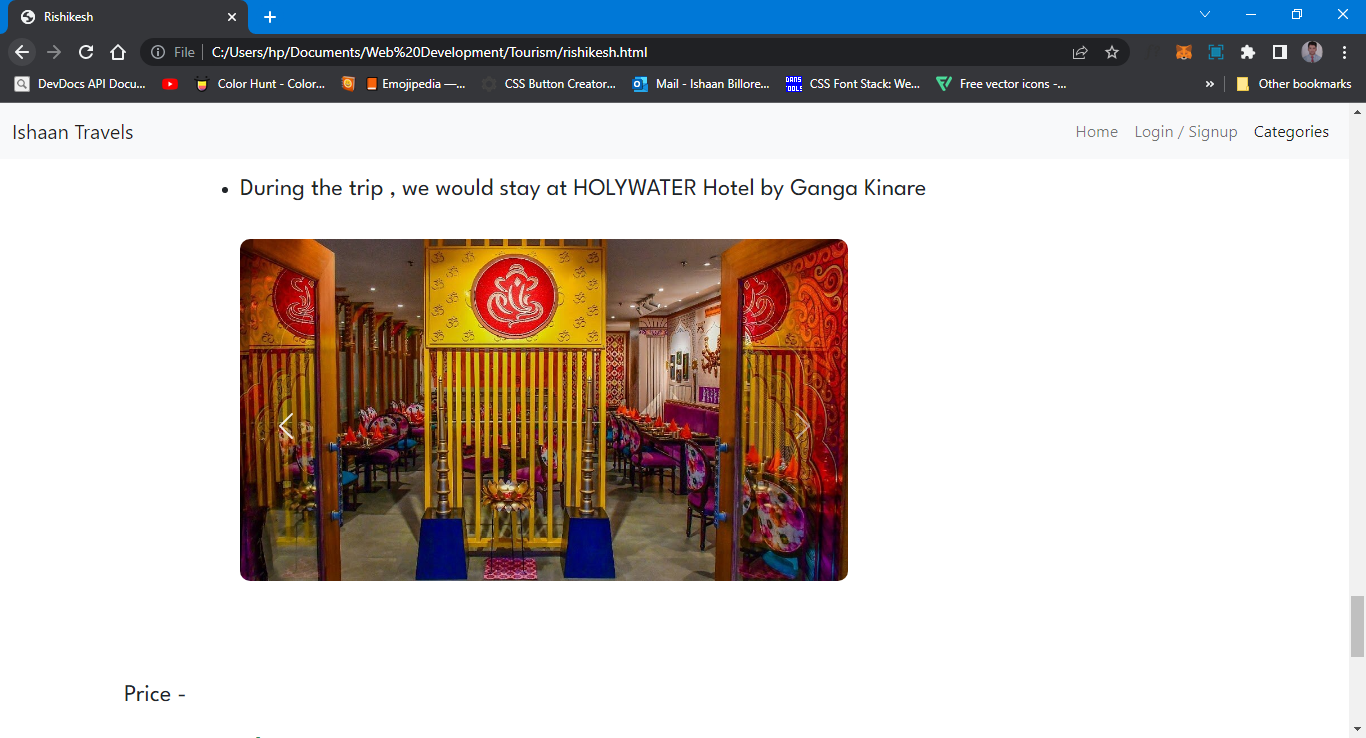 Rishikesh
File C:/Users/hp/Documents/Web%20Development/Tourism/rishikesh.html
DevDocs API Docu... Color Hunt - Color... Emojipedia —... CSS Button Creator... Mail - Ishaan Billore... DANS TOOLS CSS Font Stack: We... Free vector icons -... » Other bookmarks
Ishaan Travels Home Login / Signup Categories
• During the trip , we would stay at HOLYWATER Hotel by Ganga Kinare
Price -